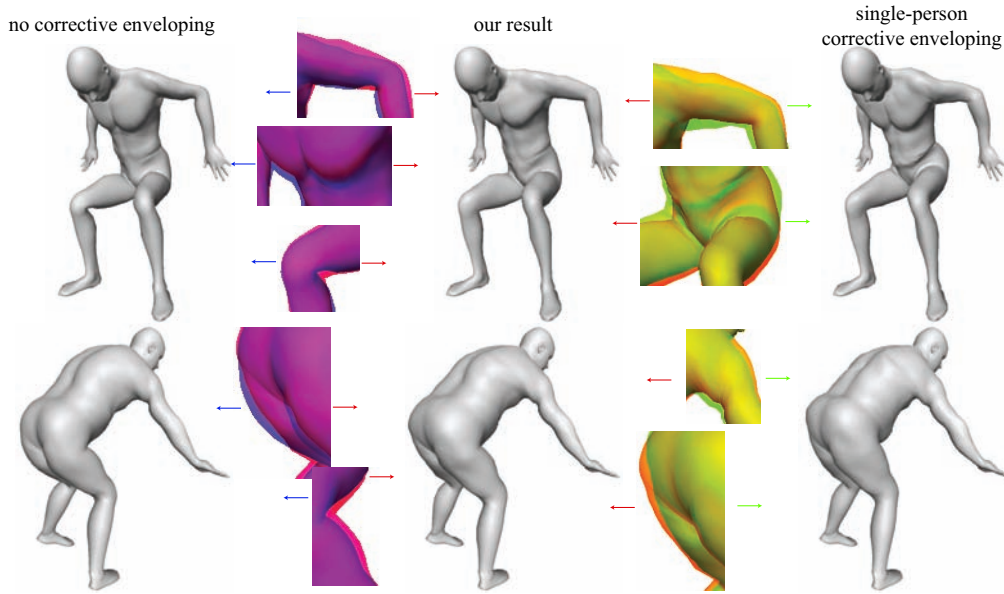 no corrective enveloping
our result
single-person
corrective enveloping